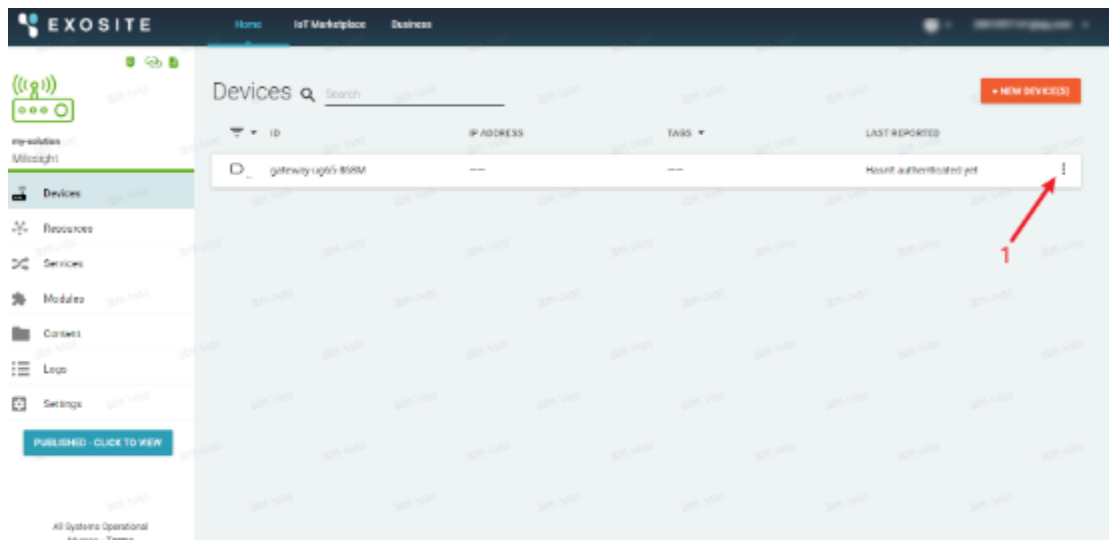 EXOSITE
Home IoT Marketplace Business
my-solution
Milesight
Devices
Resources
Services
Modules
Content
Logs
Settings
PUBLISHED - CLICK TO VIEW
All Systems Operational
Terms
Devices Search
+ NEW DEVICE(S)
ID IP ADDRESS TAGS LAST REPORTED
gateway-ug65-868M -- -- Hasn't authenticated yet
1